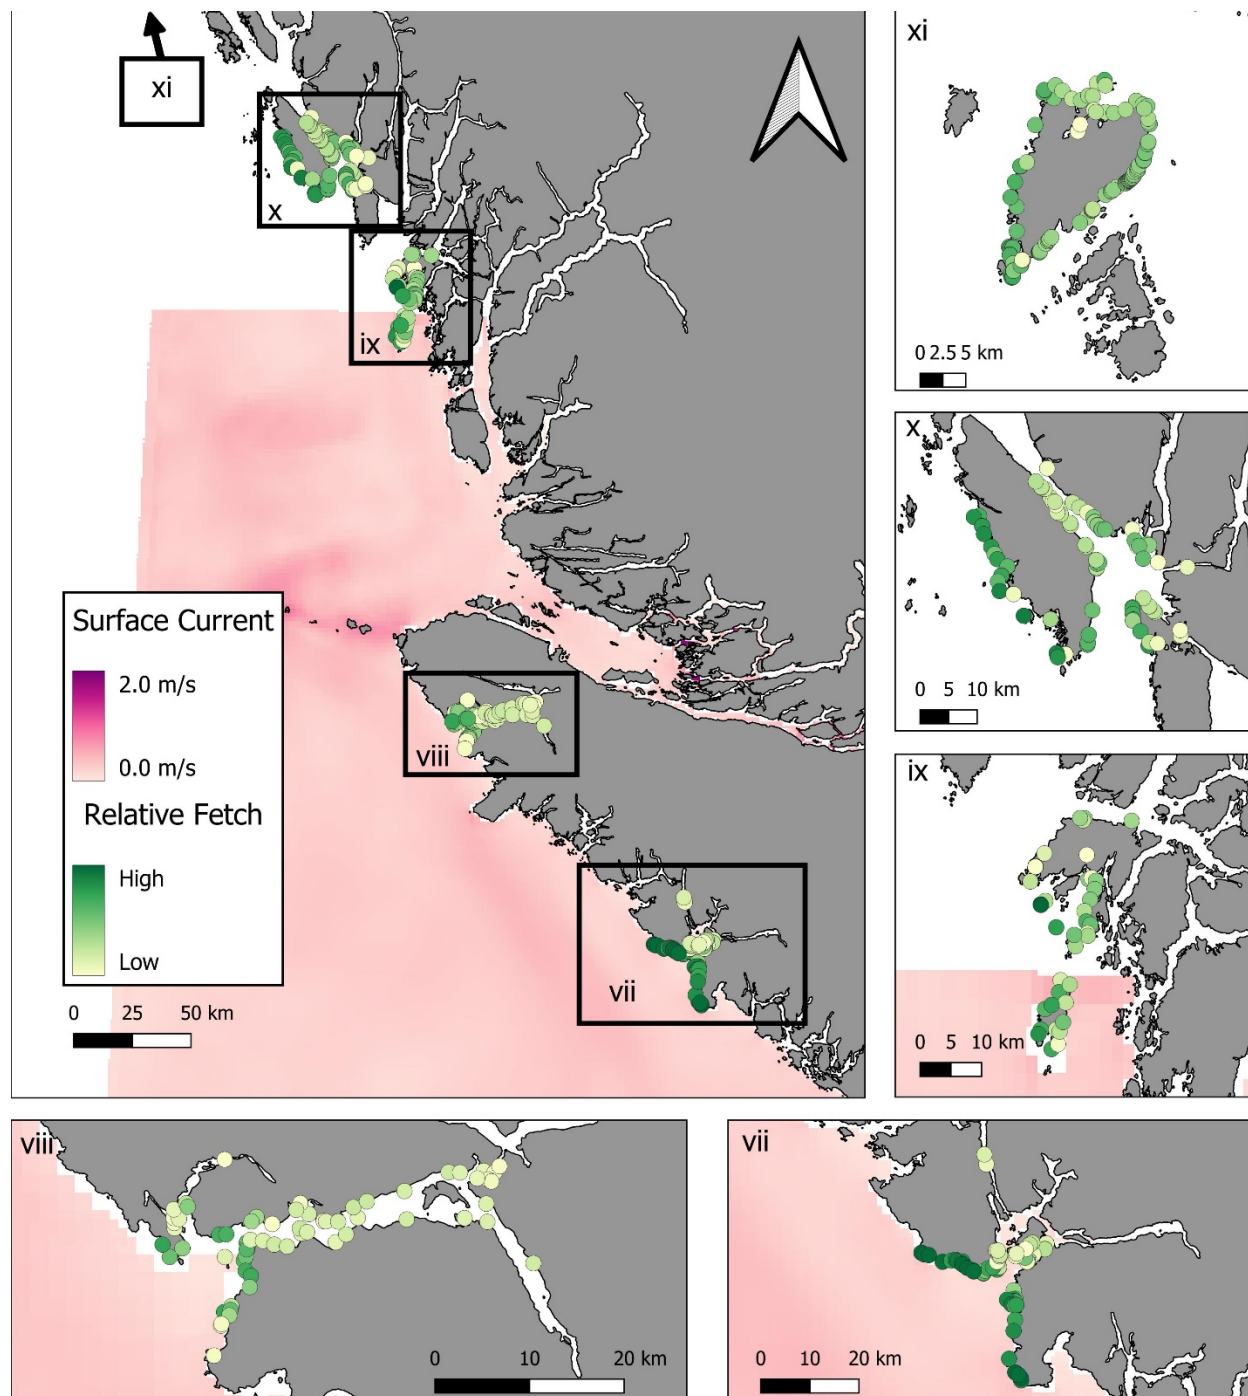 xi
x
ix
Surface Current
2.0 m/s
0.0 m/s
Relative Fetch
High
Low
0 25 50 km
viii
vii
xi
0 2.5 5 km
x
0 5 10 km
ix
0 5 10 km
viii
0 10 20 km
vii
0 10 20 km